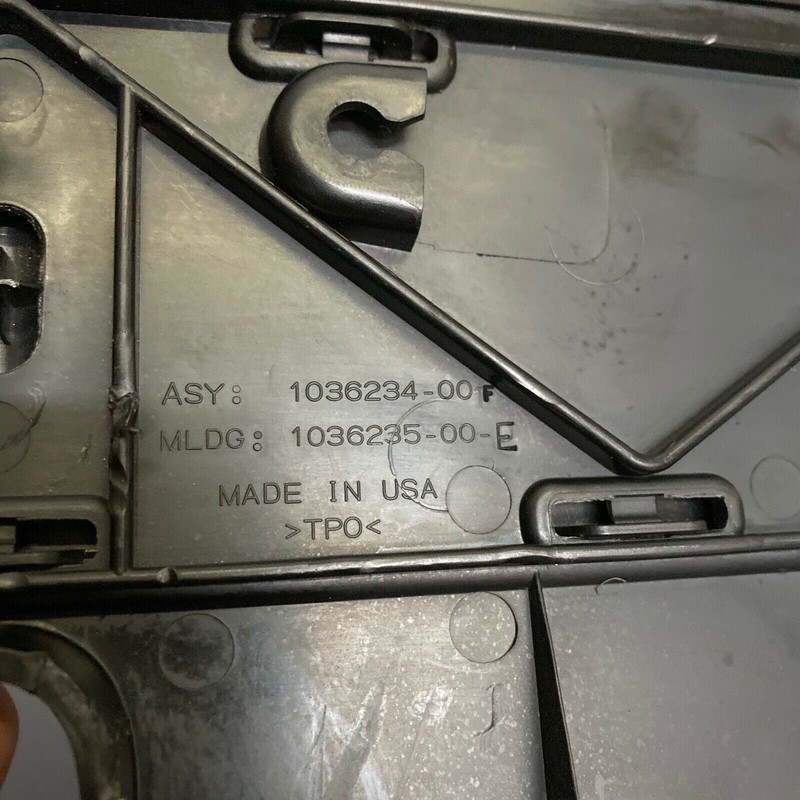 ASY: 1036234-00 F
MLDG: 1036235-00-E
MADE IN USA
>TPO<